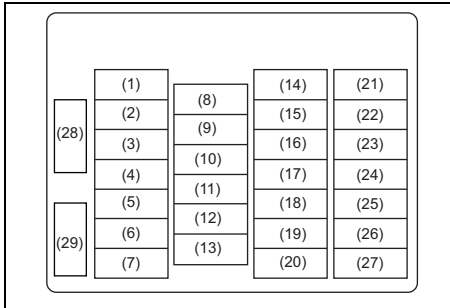 (1) (14) (21)
(8)
(2) (15) (22)
(28) (9)
(3) (16) (23)
(10)
(4) (17) (24)
(11)
(5) (18) (25)
(12)
(29) (6) (19) (26)
(13)
(7) (20) (27)